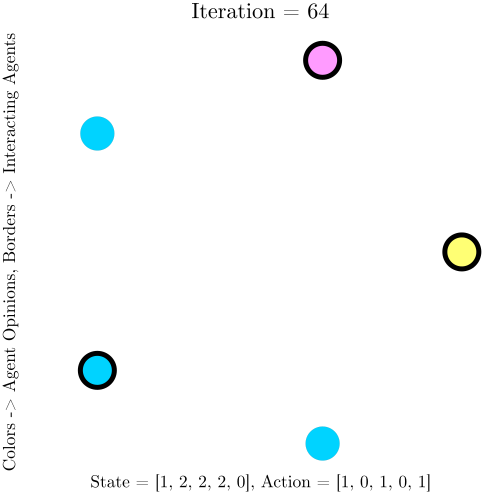 Iteration = 64
Colors -> Agent Opinions, Borders -> Interacting Agents
State = [1, 2, 2, 2, 0], Action = [1, 0, 1, 0, 1]